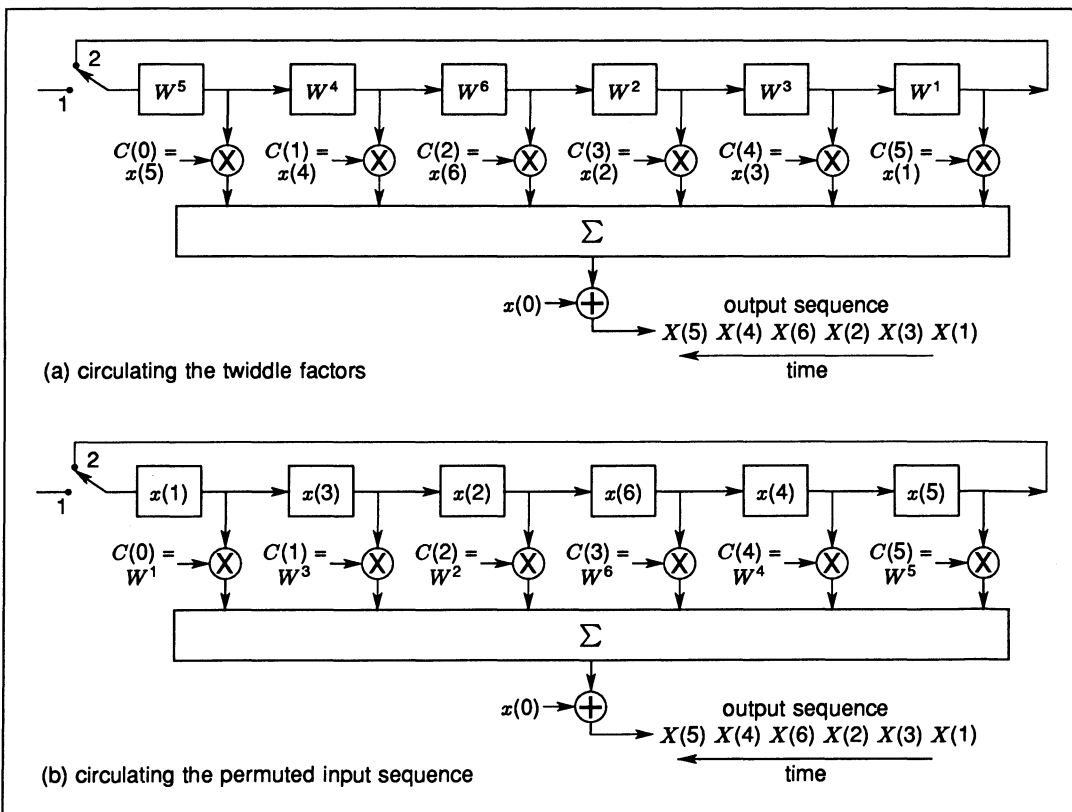 2
1
W⁵ W⁴ W⁶ W² W³ W¹
C(0) = C(1) = C(2) = C(3) = C(4) = C(5) =
x(5) x(4) x(6) x(2) x(3) x(1)
X X X X X X
Σ
x(0) +
output sequence
X(5) X(4) X(6) X(2) X(3) X(1)
time
(a) circulating the twiddle factors
2
1
x(1) x(3) x(2) x(6) x(4) x(5)
C(0) = C(1) = C(2) = C(3) = C(4) = C(5) =
W¹ W³ W² W⁶ W⁴ W⁵
X X X X X X
Σ
x(0) +
output sequence
X(5) X(4) X(6) X(2) X(3) X(1)
time
(b) circulating the permuted input sequence